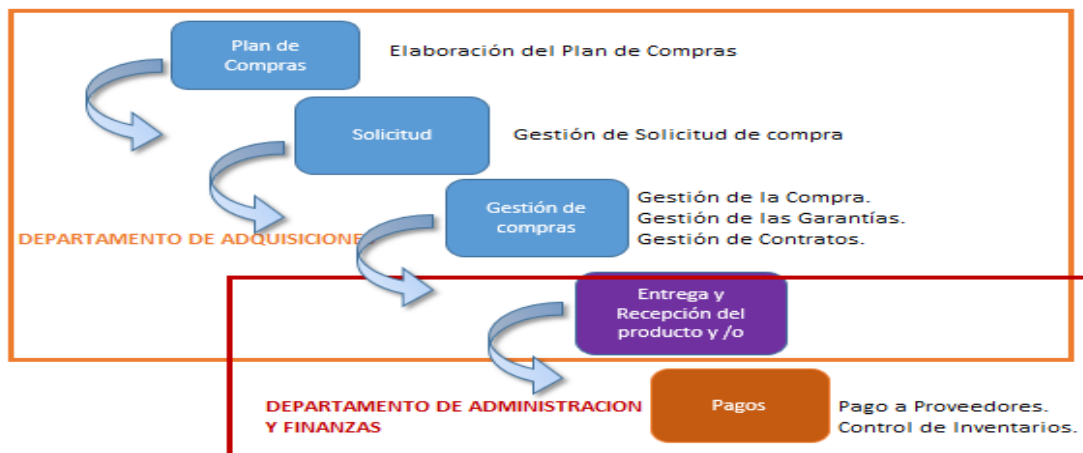 Plan de
Compras
Elaboración del Plan de Compras
Solicitud
Gestión de Solicitud de compra
Gestión de
compras
Gestión de la Compra.
Gestión de las Garantías.
Gestión de Contratos.
DEPARTAMENTO DE ADQUISICIONES
Entrega y
Recepción del
producto y /o
DEPARTAMENTO DE ADMINISTRACION
Y FINANZAS
Pagos
Pago a Proveedores.
Control de Inventarios.